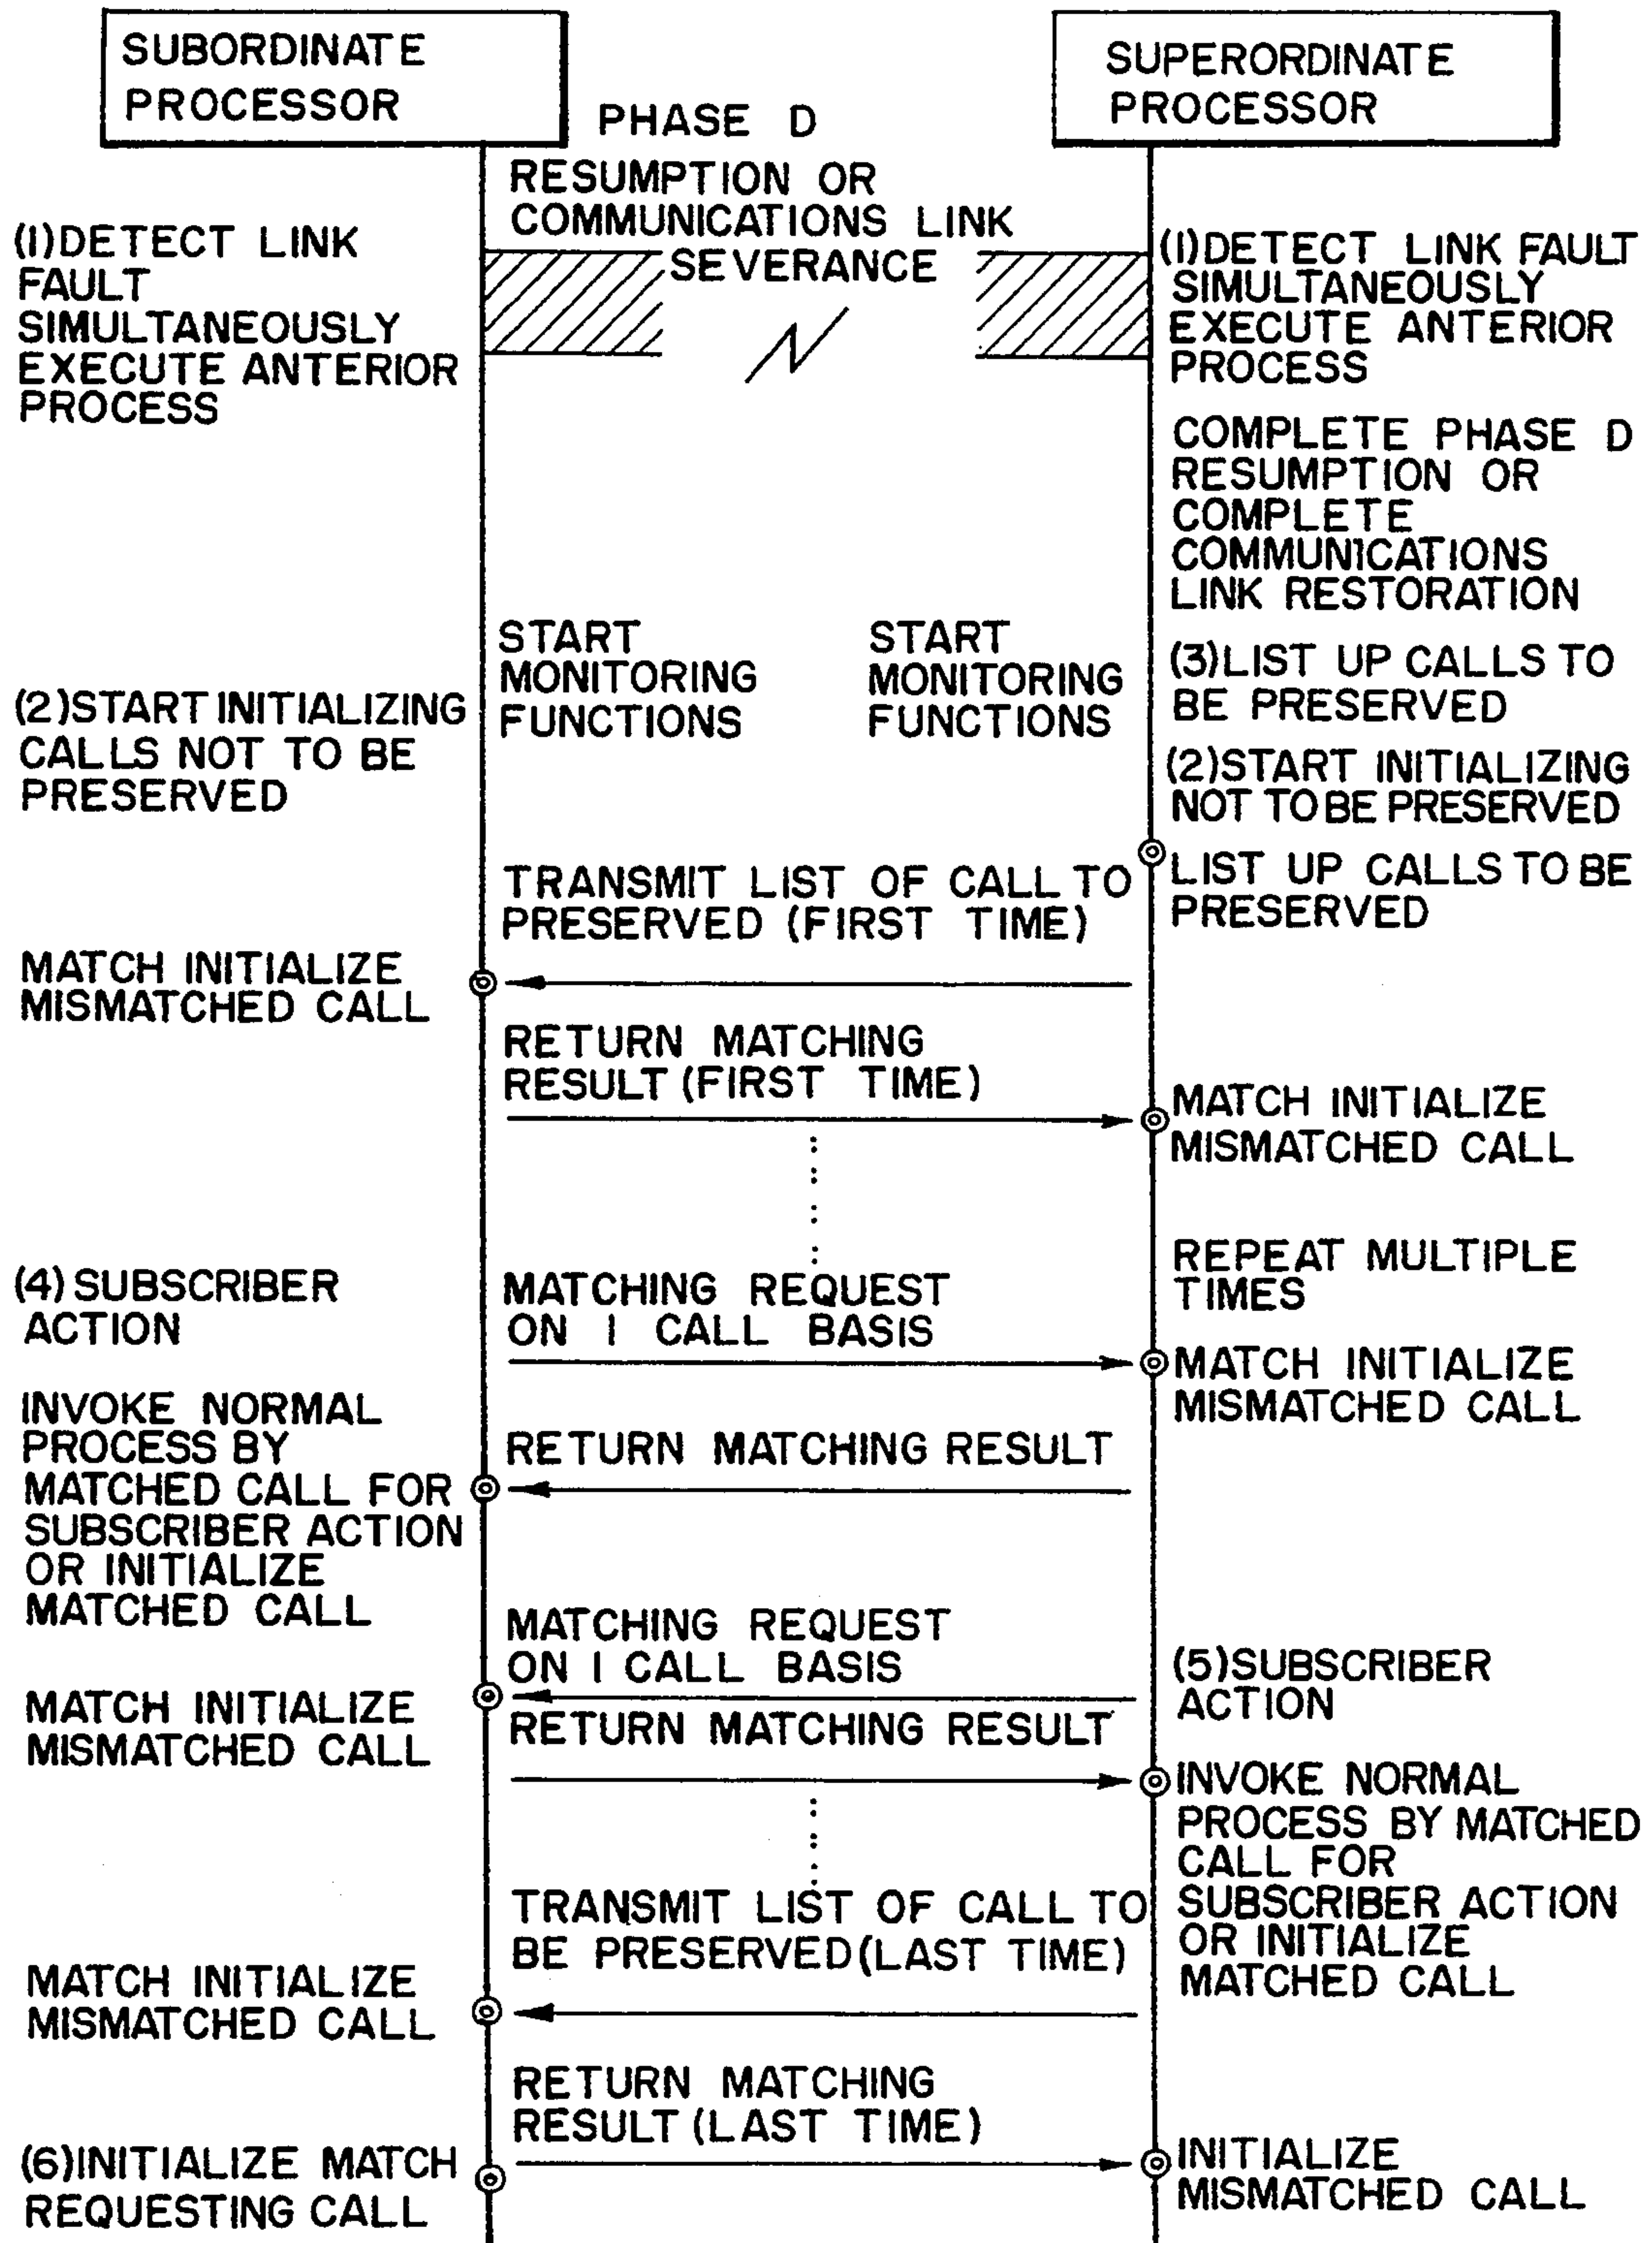 SUBORDINATE
PROCESSOR
SUPERORDINATE
PROCESSOR
PHASE D
RESUMPTION OR
COMMUNICATIONS LINK
SEVERANCE
(1)DETECT LINK
FAULT
SIMULTANEOUSLY
EXECUTE ANTERIOR
PROCESS
(1)DETECT LINK FAULT
SIMULTANEOUSLY
EXECUTE ANTERIOR
PROCESS
COMPLETE PHASE D
RESUMPTION OR
COMPLETE
COMMUNICATIONS
LINK RESTORATION
START
MONITORING
FUNCTIONS
START
MONITORING
FUNCTIONS
(3)LIST UP CALLS TO
BE PRESERVED
(2)START INITIALIZING
CALLS NOT TO BE
PRESERVED
(2)START INITIALIZING
NOT TO BE PRESERVED
LIST UP CALLS TO BE
PRESERVED
TRANSMIT LIST OF CALL TO
PRESERVED (FIRST TIME)
MATCH INITIALIZE
MISMATCHED CALL
RETURN MATCHING
RESULT (FIRST TIME)
MATCH INITIALIZE
MISMATCHED CALL
REPEAT MULTIPLE
TIMES
(4) SUBSCRIBER
ACTION
MATCHING REQUEST
ON 1 CALL BASIS
MATCH INITIALIZE
MISMATCHED CALL
INVOKE NORMAL
PROCESS BY
MATCHED CALL FOR
SUBSCRIBER ACTION
OR INITIALIZE
MATCHED CALL
RETURN MATCHING RESULT
MATCHING REQUEST
ON 1 CALL BASIS
(5)SUBSCRIBER
ACTION
MATCH INITIALIZE
MISMATCHED CALL
RETURN MATCHING RESULT
INVOKE NORMAL
PROCESS BY MATCHED
CALL FOR
SUBSCRIBER ACTION
OR INITIALIZE
MATCHED CALL
TRANSMIT LIST OF CALL TO
BE PRESERVED (LAST TIME)
MATCH INITIALIZE
MISMATCHED CALL
RETURN MATCHING
RESULT (LAST TIME)
(6)INITIALIZE MATCH
REQUESTING CALL
INITIALIZE
MISMATCHED CALL